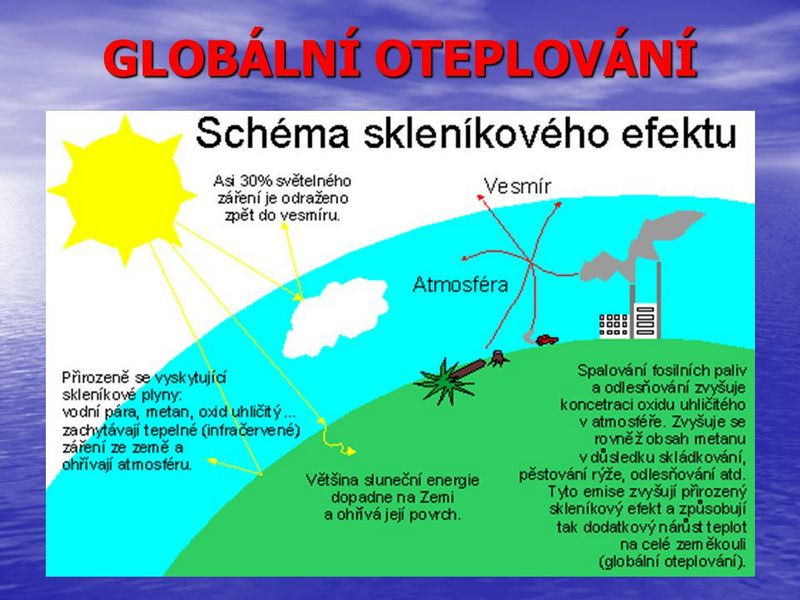 GLOBÁLNÍ OTEPLOVÁNÍ
Schéma skleníkového efektu
Asi 30% světelného
záření je odraženo
zpět do vesmíru.
Vesmír
Atmosféra
Přirozeně se vyskytující
skleníkové plyny:
vodní pára, metan, oxid uhličitý ...
zachytávají tepelné (infračervené)
záření ze země a
ohřívají atmosféru.
Většina sluneční energie
dopadne na Zemi
a ohřívá její povrch.
Spalování fosilních paliv
a odlesňování zvyšuje
koncetraci oxidu uhličitého
v atmosféře. Zvyšuje se
rovněž obsah metanu
v důsledku skládkování,
pěstování rýže, odlesňování atd.
Tyto emise zvyšují přirozený
skleníkový efekt a způsobují
tak dodatkový nárůst teplot
na celé zeměkouli
(globální oteplování).